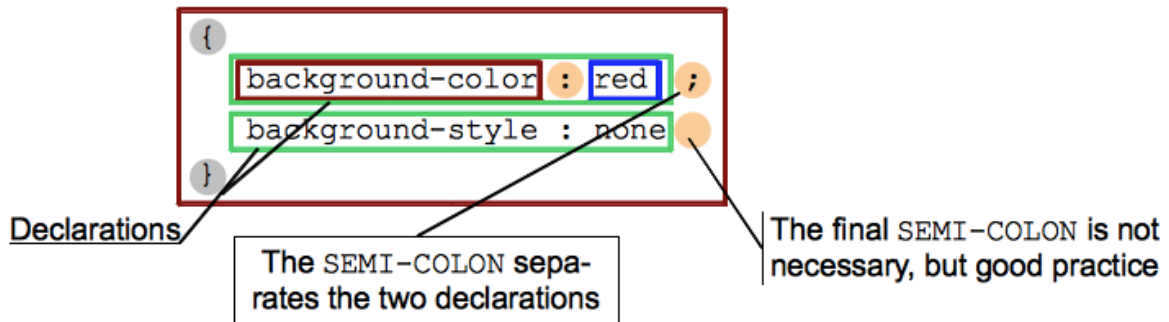 {
background-color : red ;
background-style : none
}
Declarations
The SEMI-COLON sepa-
rates the two declarations
The final SEMI-COLON is not
necessary, but good practice